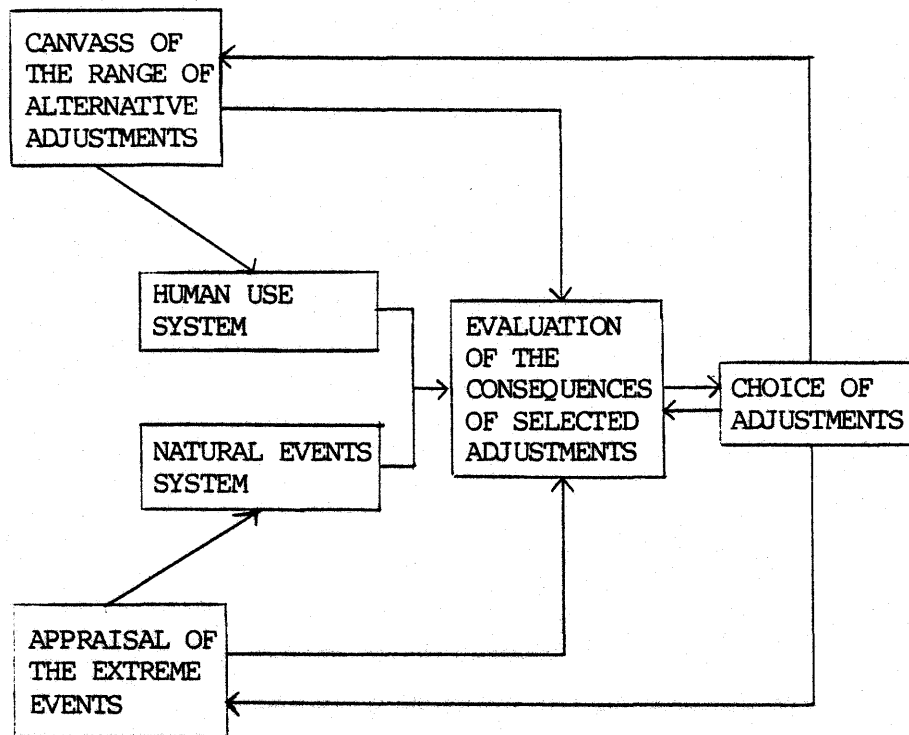 CANVASS OF
THE RANGE OF
ALTERNATIVE
ADJUSTMENTS
HUMAN USE
SYSTEM
EVALUATION
OF THE
CONSEQUENCES
OF SELECTED
ADJUSTMENTS
CHOICE OF
ADJUSTMENTS
NATURAL EVENTS
SYSTEM
APPRAISAL OF
THE EXTREME
EVENTS